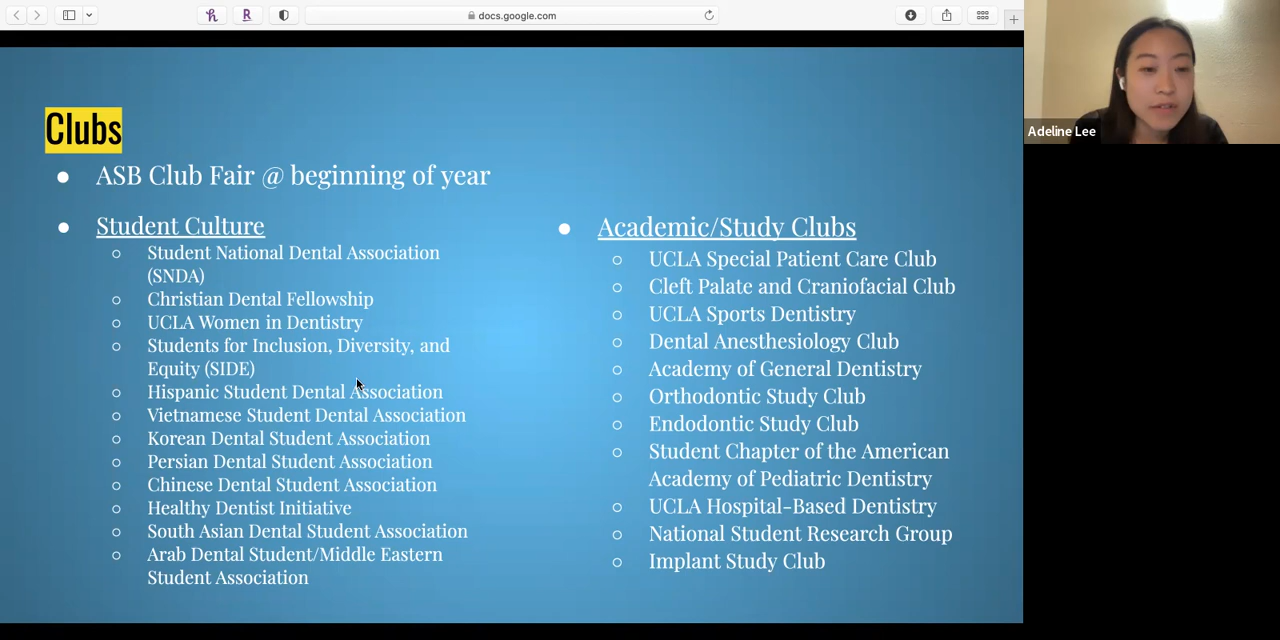 docs.google.com
Clubs
ASB Club Fair @ beginning of year
Student Culture
Student National Dental Association
(SNDA)
Christian Dental Fellowship
UCLA Women in Dentistry
Students for Inclusion, Diversity, and
Equity (SIDE)
Hispanic Student Dental Association
Vietnamese Student Dental Association
Korean Dental Student Association
Persian Dental Student Association
Chinese Dental Student Association
Healthy Dentist Initiative
South Asian Dental Student Association
Arab Dental Student/Middle Eastern
Student Association
Academic/Study Clubs
UCLA Special Patient Care Club
Cleft Palate and Craniofacial Club
UCLA Sports Dentistry
Dental Anesthesiology Club
Academy of General Dentistry
Orthodontic Study Club
Endodontic Study Club
Student Chapter of the American
Academy of Pediatric Dentistry
UCLA Hospital-Based Dentistry
National Student Research Group
Implant Study Club
Adeline Lee